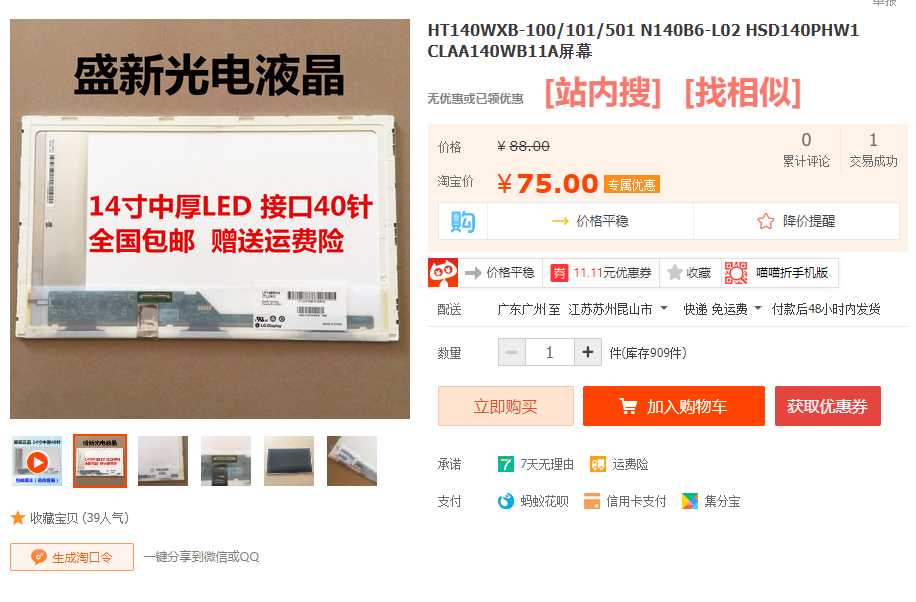 举报
HT140WXB-100/101/501 N140B6-L02 HSD140PHW1
CLAA140WB11A屏幕
无优惠或已领优惠 [站内搜] [找相似]
价格 ¥ 88.00
0 累计评论
1 交易成功
淘宝价 ¥ 75.00 专属优惠
购 价格平稳 降价提醒
价格平稳 券 11.11元优惠券 收藏 喵喵折手机版
配送 广东广州 至 江苏苏州昆山市 快递 免运费 付款后48小时内发货
数量 − 1 + 件(库存909件)
立即购买 加入购物车 获取优惠券
承诺 7 7天无理由 运费险
支付 蚂蚁花呗 信用卡支付 集分宝
盛新光电液晶
14寸中厚LED 接口40针
全国包邮 赠送运费险
LG Display
收藏宝贝 (39人气)
生成淘口令 一键分享到微信或QQ